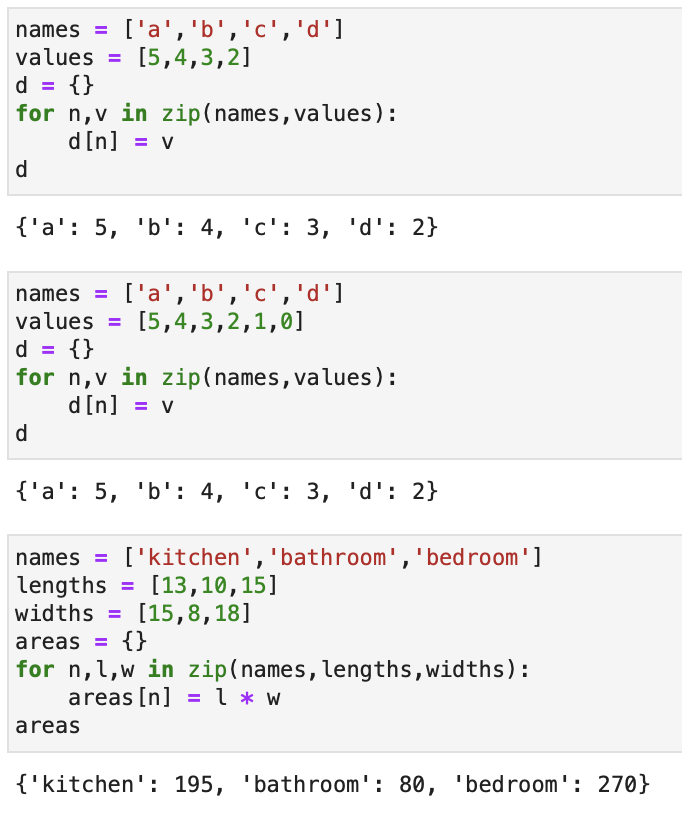 names = ['a','b','c','d']
values = [5,4,3,2]
d = {}
for n,v in zip(names,values):
    d[n] = v
d
{'a': 5, 'b': 4, 'c': 3, 'd': 2}
names = ['a','b','c','d']
values = [5,4,3,2,1,0]
d = {}
for n,v in zip(names,values):
    d[n] = v
d
{'a': 5, 'b': 4, 'c': 3, 'd': 2}
names = ['kitchen','bathroom','bedroom']
lengths = [13,10,15]
widths = [15,8,18]
areas = {}
for n,l,w in zip(names,lengths,widths):
    areas[n] = l * w
areas
{'kitchen': 195, 'bathroom': 80, 'bedroom': 270}